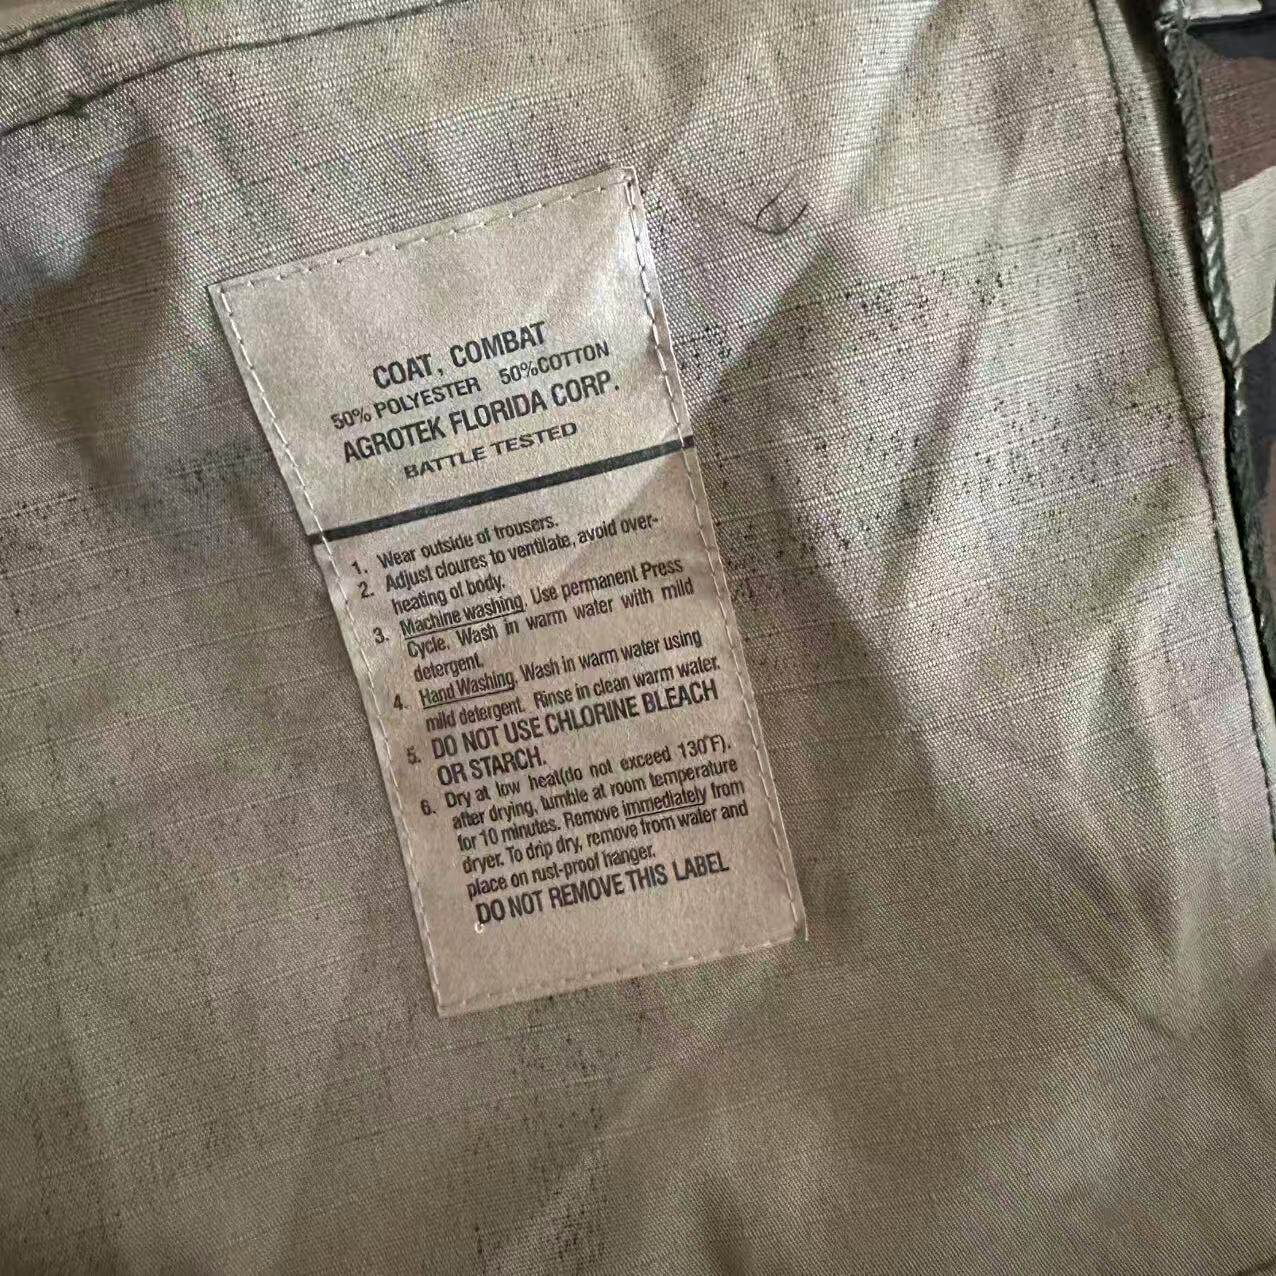 COAT, COMBAT
50% POLYESTER 50%COTTON
AGROTEK FLORIDA CORP.
BATTLE TESTED
1. Wear outside of trousers.
2. Adjust cloures to ventilate, avoid over-
heating of body.
3. Machine washing. Use permanent Press
Cycle. Wash in warm water with mild
detergent.
4. Hand Washing. Wash in warm water using
mild detergent. Rinse in clean warm water.
5. DO NOT USE CHLORINE BLEACH
OR STARCH.
6. Dry at low heat(do not exceed 130°F).
after drying, tumble at room temperature
for 10 minutes. Remove immediately from
dryer. To drip dry, remove from water and
place on rust-proof hanger.
DO NOT REMOVE THIS LABEL